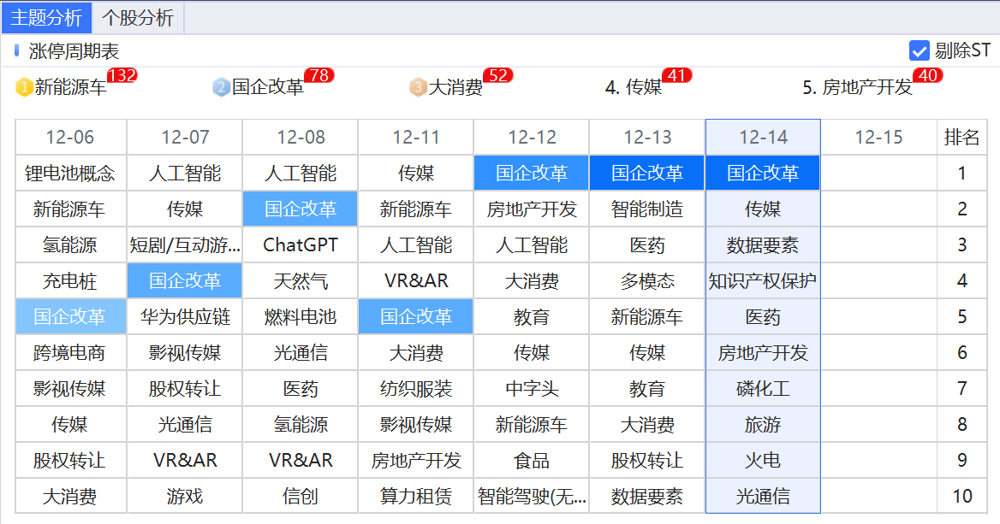 主题分析 个股分析
涨停周期表 剔除ST
1 新能源车 132 2 国企改革 78 3 大消费 52 4. 传媒 41 5. 房地产开发 40
12-06 12-07 12-08 12-11 12-12 12-13 12-14 12-15 排名
锂电池概念 人工智能 人工智能 传媒 国企改革 国企改革 国企改革 1
新能源车 传媒 国企改革 新能源车 房地产开发 智能制造 传媒 2
氢能源 短剧/互动游... ChatGPT 人工智能 人工智能 医药 数据要素 3
充电桩 国企改革 天然气 VR&AR 大消费 多模态 知识产权保护 4
国企改革 华为供应链 燃料电池 国企改革 教育 新能源车 医药 5
跨境电商 影视传媒 光通信 大消费 传媒 传媒 房地产开发 6
影视传媒 股权转让 医药 纺织服装 中字头 教育 磷化工 7
传媒 光通信 氢能源 影视传媒 新能源车 大消费 旅游 8
股权转让 VR&AR VR&AR 房地产开发 食品 股权转让 火电 9
大消费 游戏 信创 算力租赁 智能驾驶(无... 数据要素 光通信 10